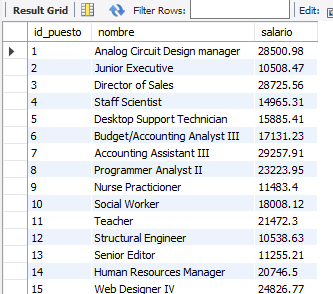 Result Grid Filter Rows: Edit:
id_puesto nombre salario
1 Analog Circuit Design manager 28500.98
2 Junior Executive 10508.47
3 Director of Sales 28725.56
4 Staff Scientist 14965.31
5 Desktop Support Technician 15885.41
6 Budget/Accounting Analyst III 17131.23
7 Accounting Assistant III 29257.91
8 Programmer Analyst II 23223.95
9 Nurse Practicioner 11483.4
10 Social Worker 18008.12
11 Teacher 21472.3
12 Structural Engineer 10538.63
13 Senior Editor 11255.21
14 Human Resources Manager 20746.5
15 Web Designer IV 24826.77